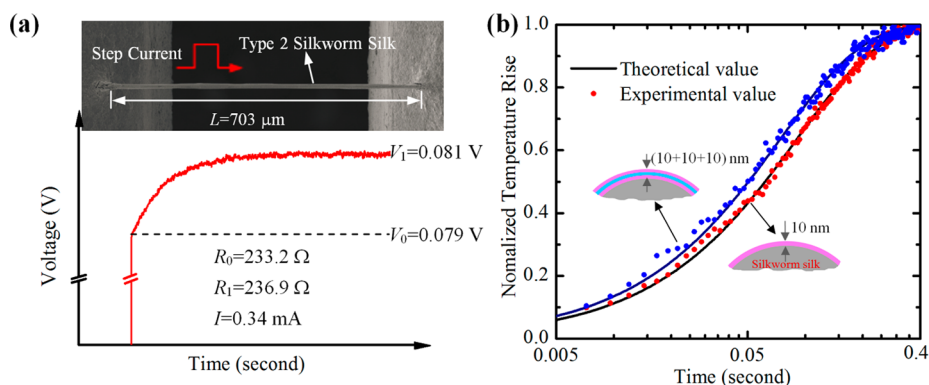 (a)
Step Current
Type 2 Silkworm Silk
L=703 μm
Voltage (V)
V1=0.081 V
V0=0.079 V
R0=233.2 Ω
R1=236.9 Ω
I=0.34 mA
Time (second)
(b)
Nomalized Temperature Rise
1.0
0.8
0.6
0.4
0.2
0.0
Theoretical value
Experimental value
(10+10+10) nm
10 nm
Silkworm silk
0.005
0.05
0.4
Time (second)